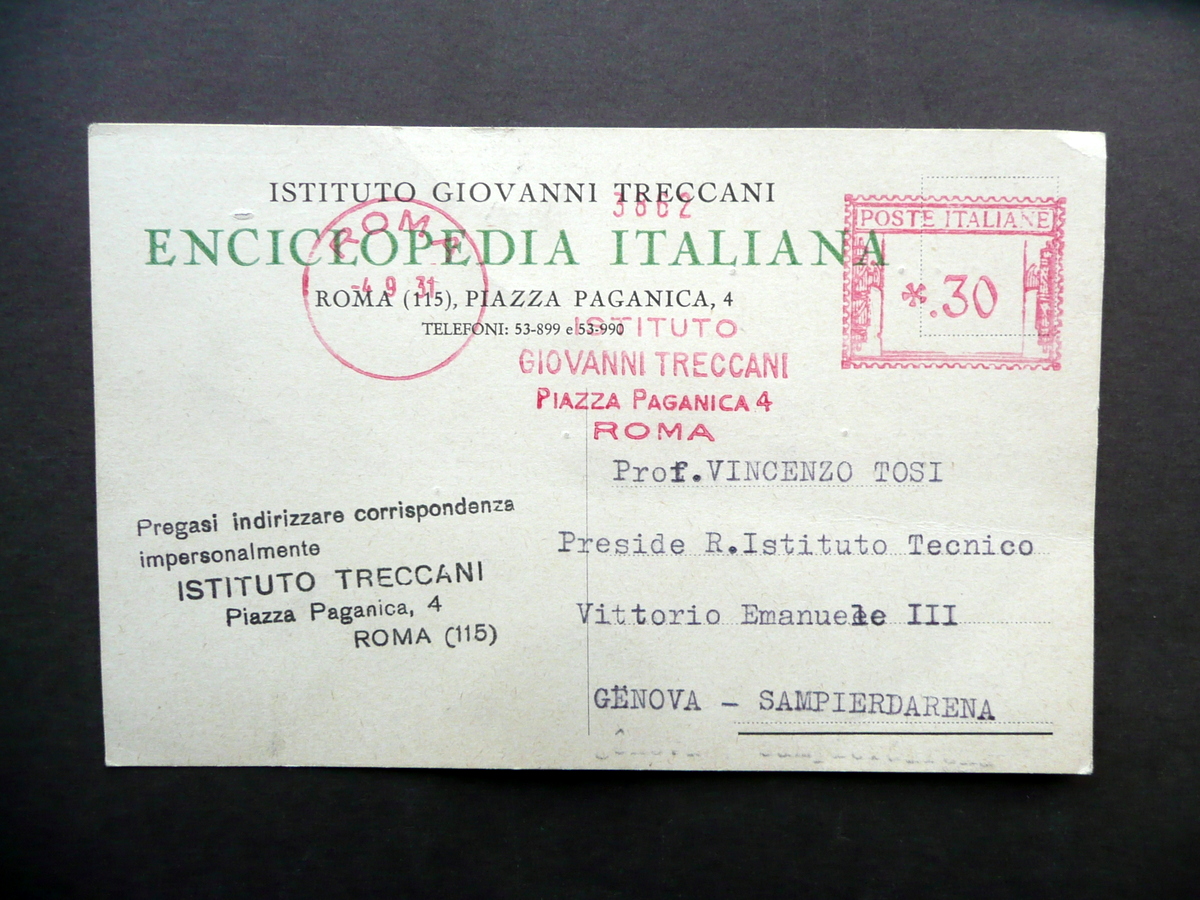 ISTITUTO GIOVANNI TRECCANI
3862
ENCICLOPEDIA ITALIANA
ROMA (115), PIAZZA PAGANICA, 4
TELEFONI: 53-899 e 53-990
ROMA
-4 9 31
POSTE ITALIANE
*.30
ISTITUTO
GIOVANNI TRECCANI
PIAZZA PAGANICA 4
ROMA
Pregasi indirizzare corrispondenza
impersonalmente
ISTITUTO TRECCANI
Piazza Paganica, 4
ROMA (115)
Prof.VINCENZO TOSI
Preside R.Istituto Tecnico
Vittorio Emanuele III
GENOVA - SAMPIERDARENA